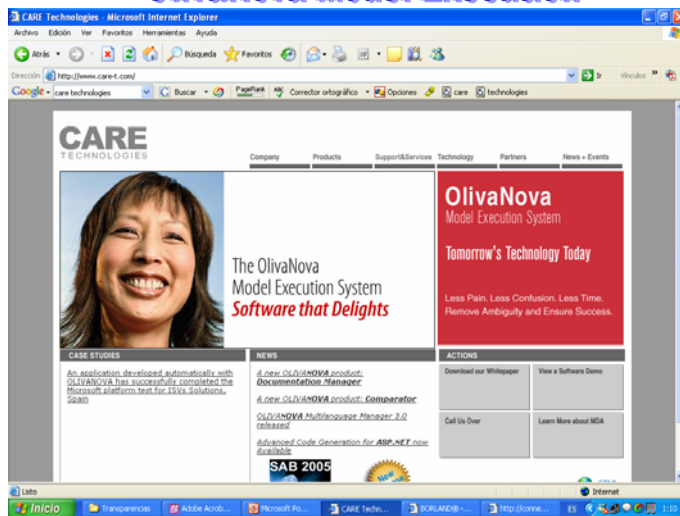 OlivaNova Model Execution
CARE Technologies - Microsoft Internet Explorer
Archivo Edición Ver Favoritos Herramientas Ayuda
Atrás Búsqueda Favoritos
Dirección http://www.care-t.com/ Ir Vínculos »
Google care technologies Buscar PageRank ABC Corrector ortográfico Opciones care technologies
CARE
TECHNOLOGIES
Company Products Support&Services Technology Partners News + Events
OlivaNova
Model Execution System
Tomorrow's Technology Today
Less Pain. Less Confusion. Less Time.
Remove Ambiguity and Ensure Success.
The OlivaNova
Model Execution System
Software that Delights
CASE STUDIES NEWS ACTIONS
An application developed automatically with
OLIVANOVA has successfully completed the
Microsoft platform test for ISVs Solutions,
Spain
A new OLIVANOVA product:
Documentation Manager
A new OLIVANOVA product: Comparator
OLIVANOVA Multilanguage Manager 3.0
released
Advanced Code Generation for ASP.NET now
Available
SAB 2005
Download our Whitepaper View a Software Demo
Call Us Over Learn More about MDA
Listo Internet
Inicio Transparencias Adobe Acrob... Microsoft Po... CARE Techn... BORLAND® -... http://conne... ES 1:10